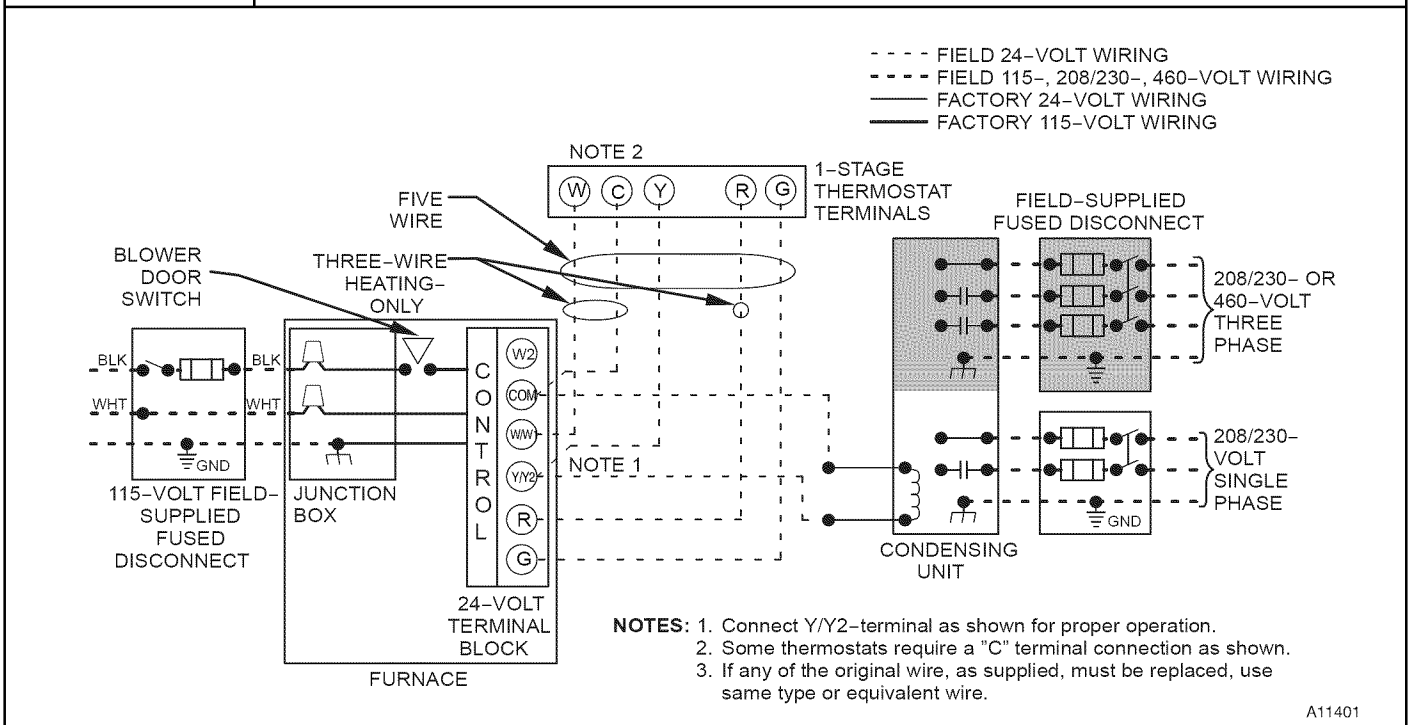 - - - - FIELD 24–VOLT WIRING
- - - - FIELD 115–, 208/230–, 460–VOLT WIRING
FACTORY 24–VOLT WIRING
FACTORY 115–VOLT WIRING
NOTE 2
W C Y R G
1–STAGE
THERMOSTAT
TERMINALS
FIVE
WIRE
THREE–WIRE
HEATING–
ONLY
BLOWER
DOOR
SWITCH
FIELD–SUPPLIED
FUSED DISCONNECT
208/230– OR
460–VOLT
THREE
PHASE
BLK
BLK
WHT
WHT
GND
115–VOLT FIELD–
SUPPLIED
FUSED
DISCONNECT
JUNCTION
BOX
CONTROL
W2
COM
W/W1
Y/Y2
R
G
NOTE 1
24–VOLT
TERMINAL
BLOCK
FURNACE
CONDENSING
UNIT
208/230–
VOLT
SINGLE
PHASE
GND
NOTES: 1. Connect Y/Y2–terminal as shown for proper operation.
2. Some thermostats require a "C" terminal connection as shown.
3. If any of the original wire, as supplied, must be replaced, use
same type or equivalent wire.
A11401